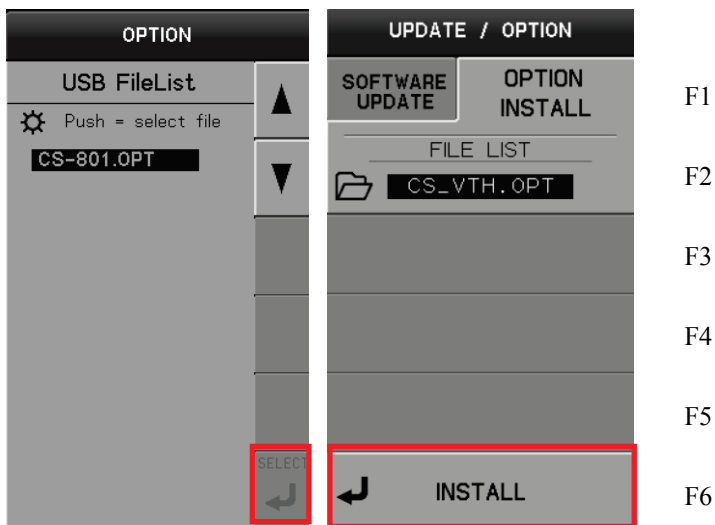 OPTION
USB FileList
Push = select file
CS-801.OPT
SELECT
UPDATE / OPTION
SOFTWARE
UPDATE
OPTION
INSTALL
FILE LIST
CS_VTH.OPT
INSTALL
F1
F2
F3
F4
F5
F6